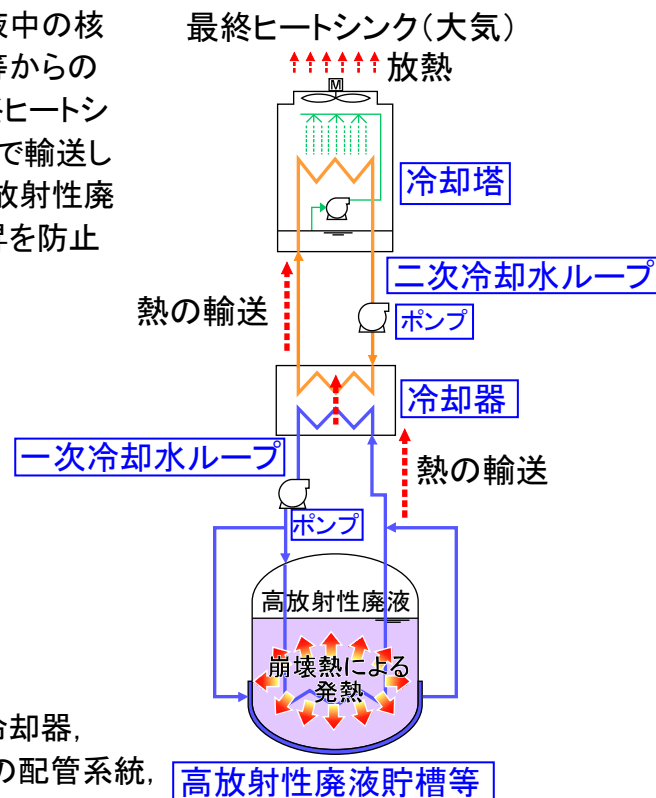 液中の核
等からの
終ヒートシ
で輸送し
放射性廃
昇を防止
最終ヒートシンク（大気）
放熱
M
冷却塔
二次冷却水ループ
熱の輸送
ポンプ
冷却器
一次冷却水ループ
熱の輸送
ポンプ
高放射性廃液
崩壊熱による
発熱
冷却器，
の配管系統，
高放射性廃液貯槽等